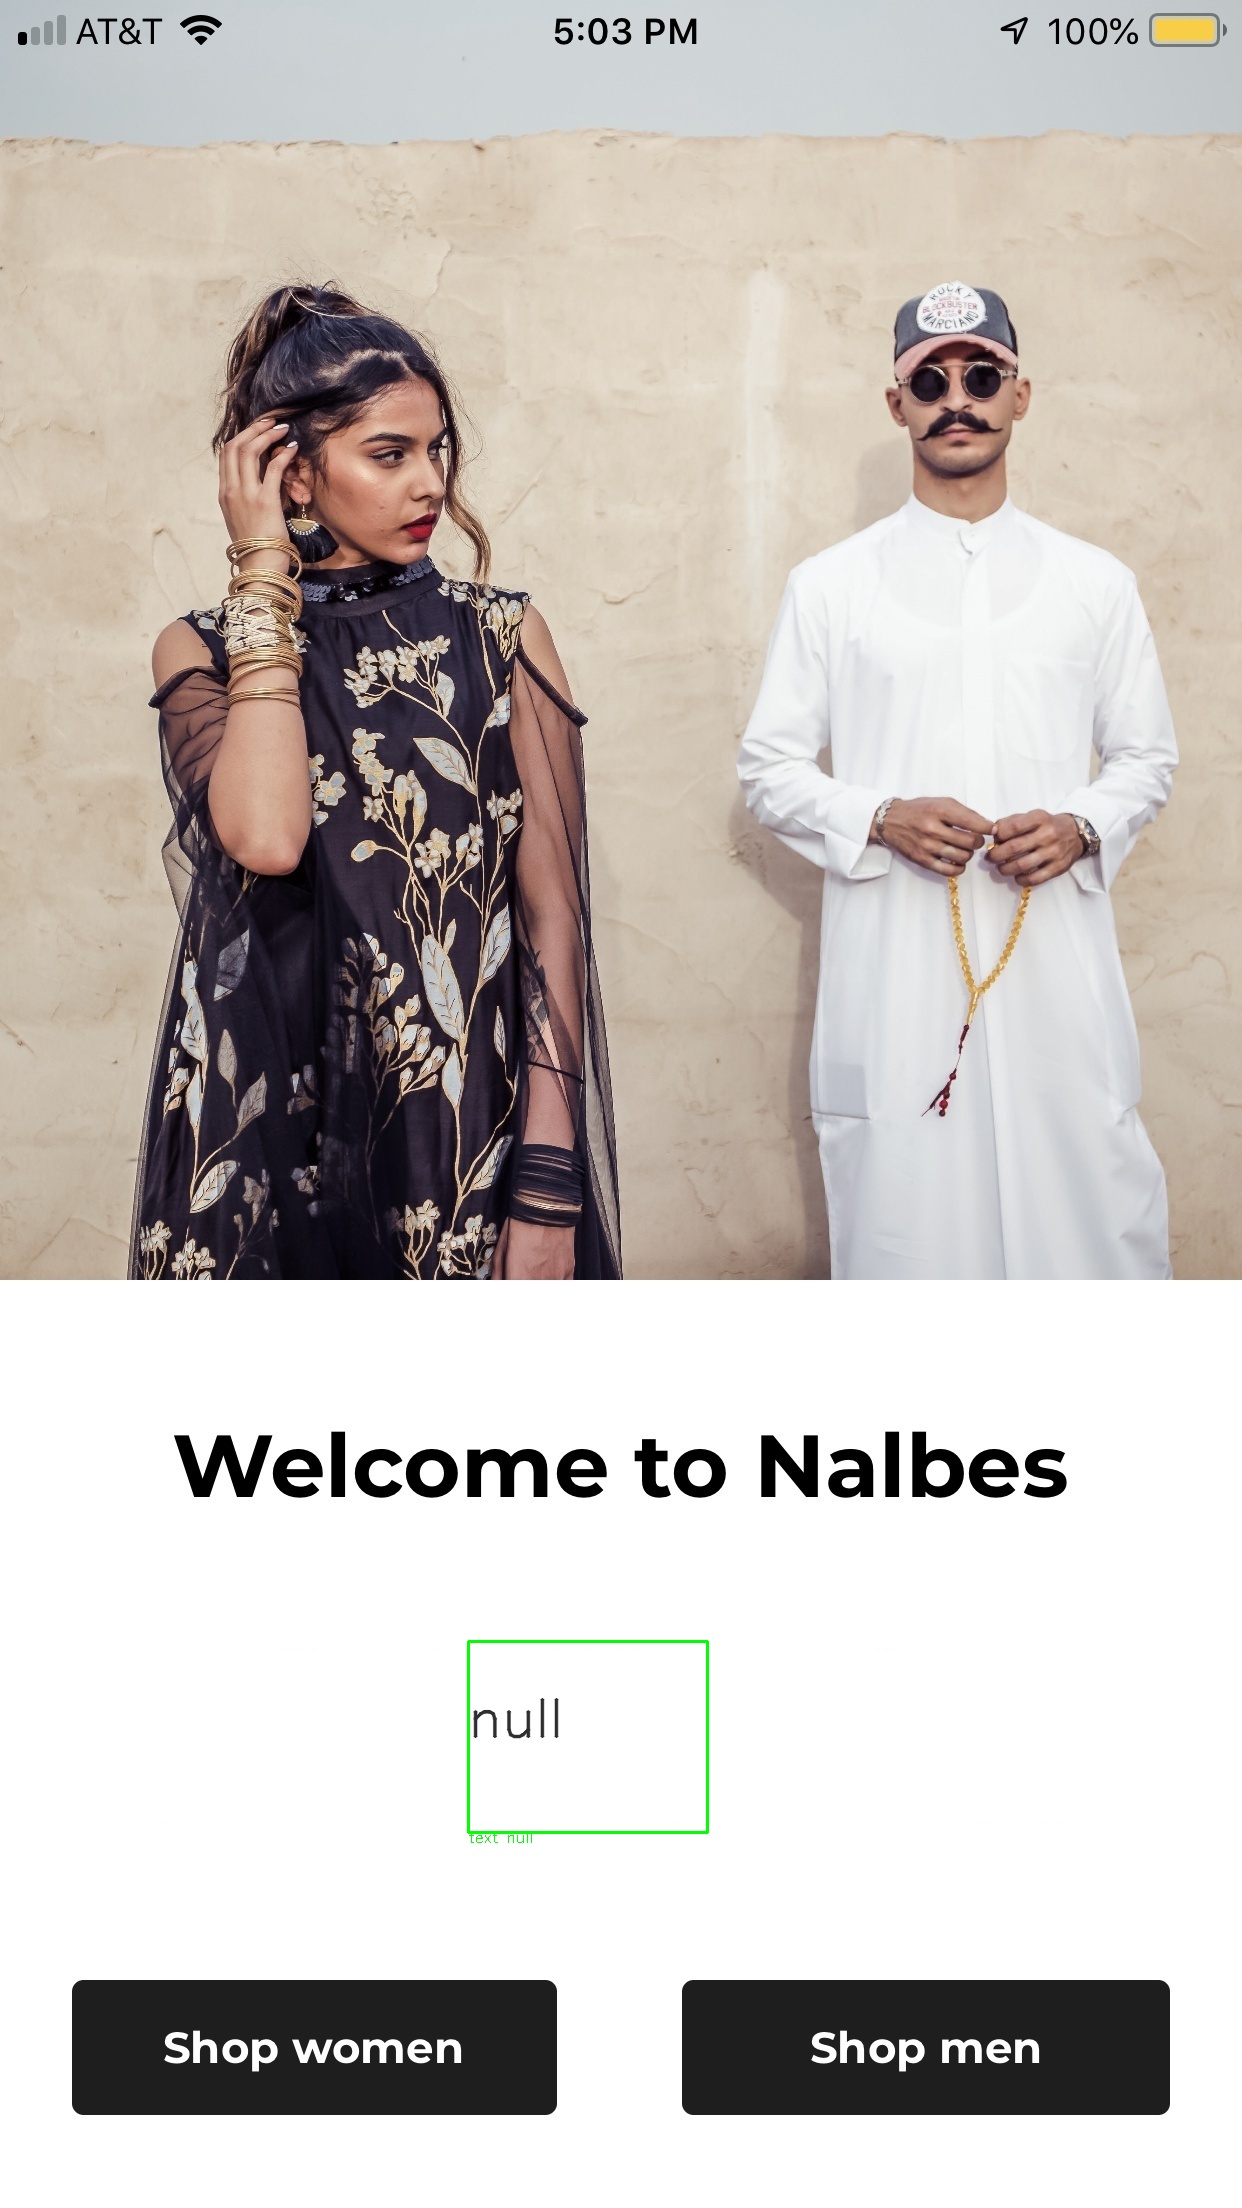 AT&T
5:03 PM
100%
ROCKY
BLOCKBUSTER
MARCIANO
Welcome to Nalbes
null
text null
Shop women
Shop men